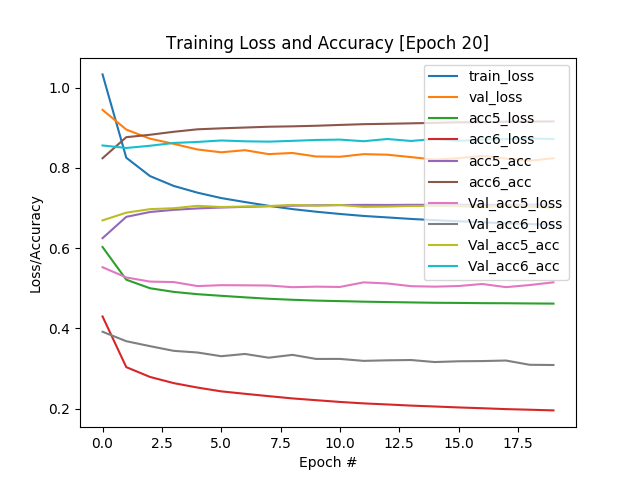 Training Loss and Accuracy [Epoch 20]
Loss/Accuracy
1.0
0.8
0.6
0.4
0.2
train_loss
val_loss
acc5_loss
acc6_loss
acc5_acc
acc6_acc
Val_acc5_loss
Val_acc6_loss
Val_acc5_acc
Val_acc6_acc
0.0 2.5 5.0 7.5 10.0 12.5 15.0 17.5
Epoch #